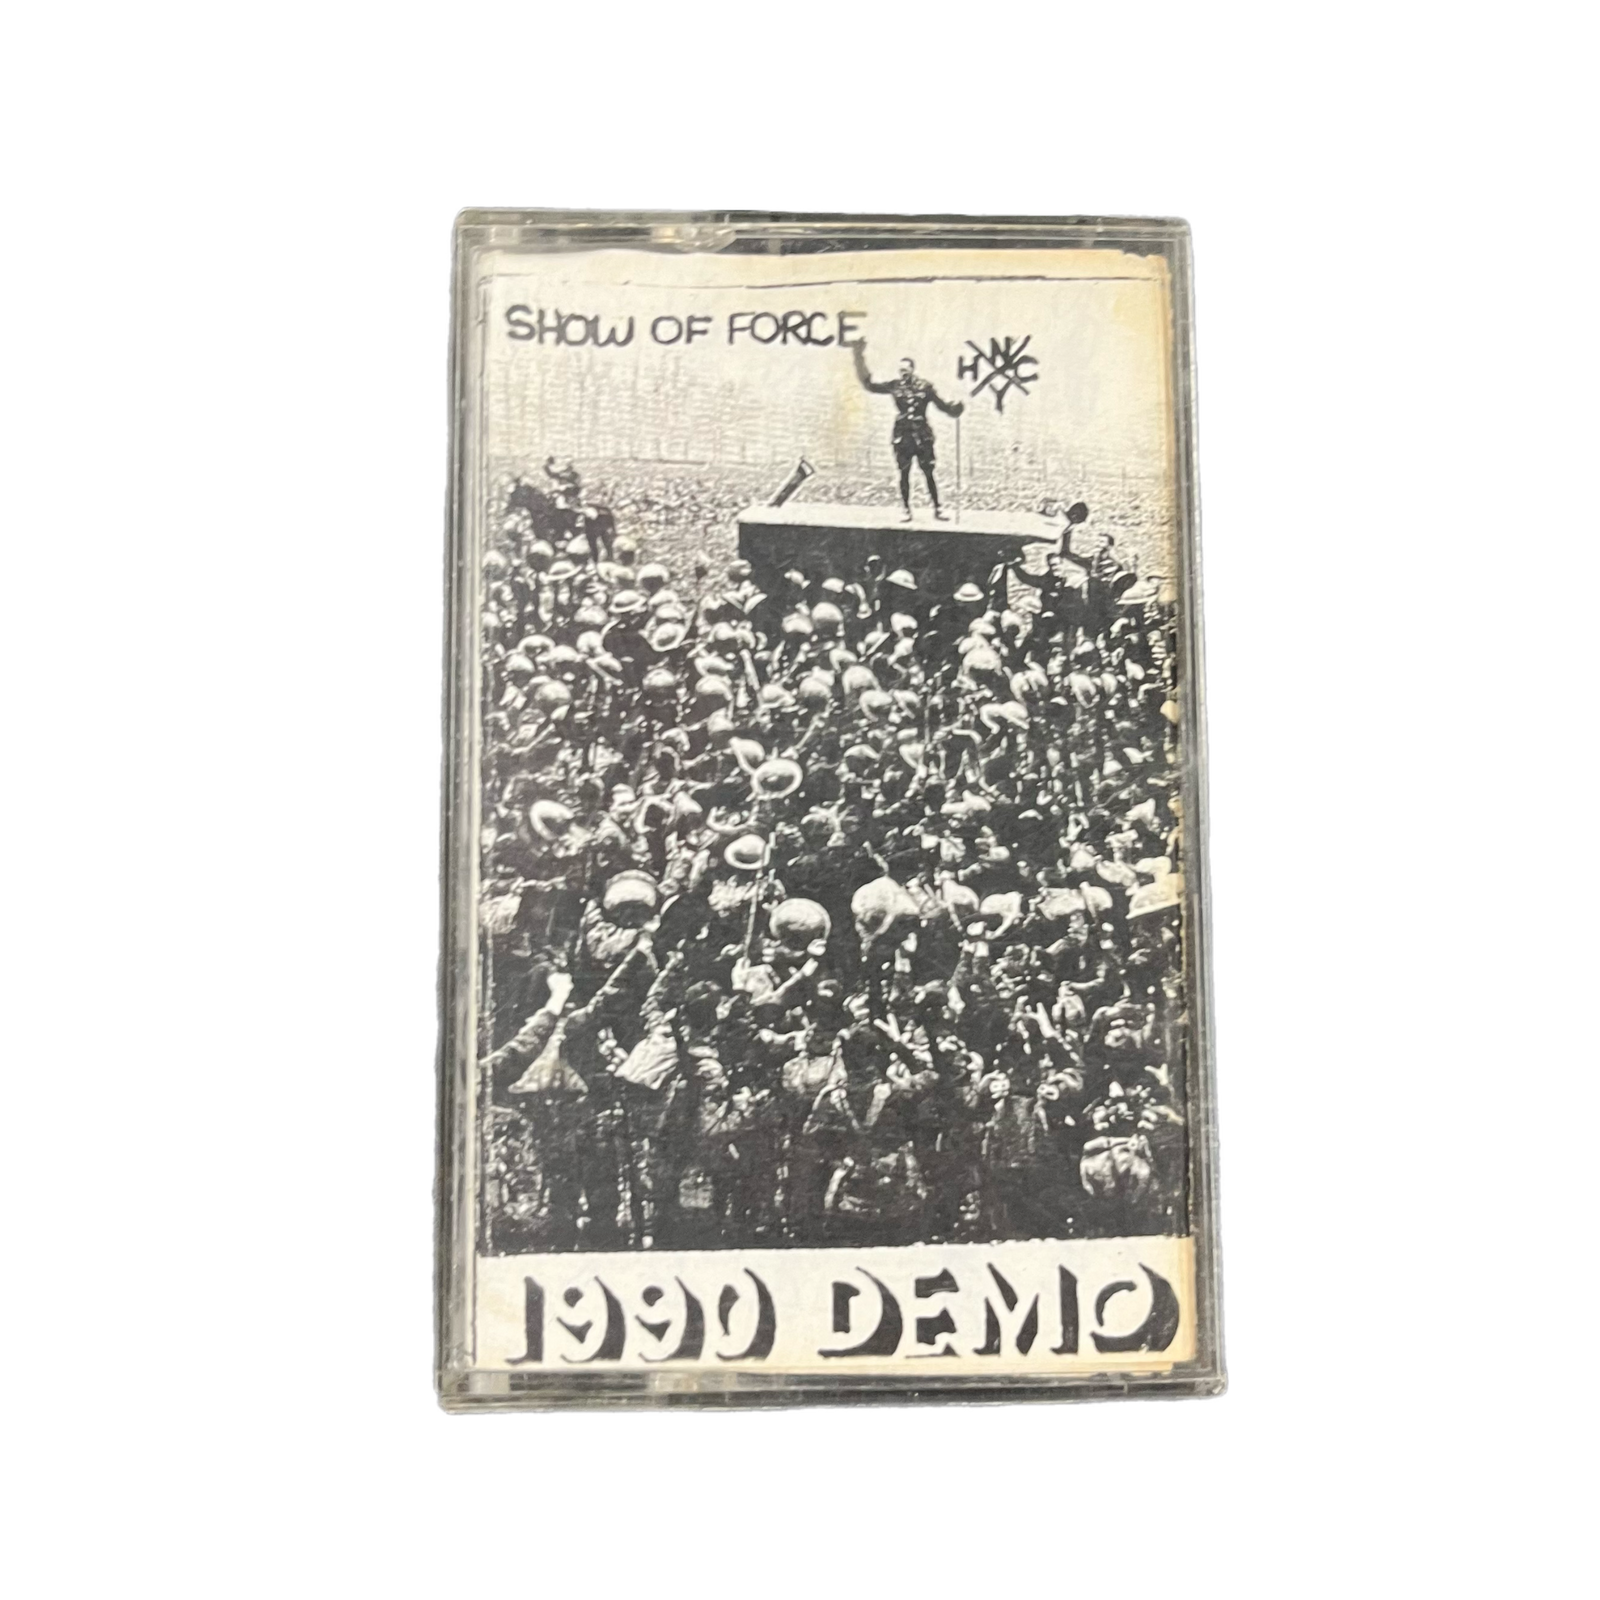 SHOW OF FORCE
N
H C
Y
1990 DEMO